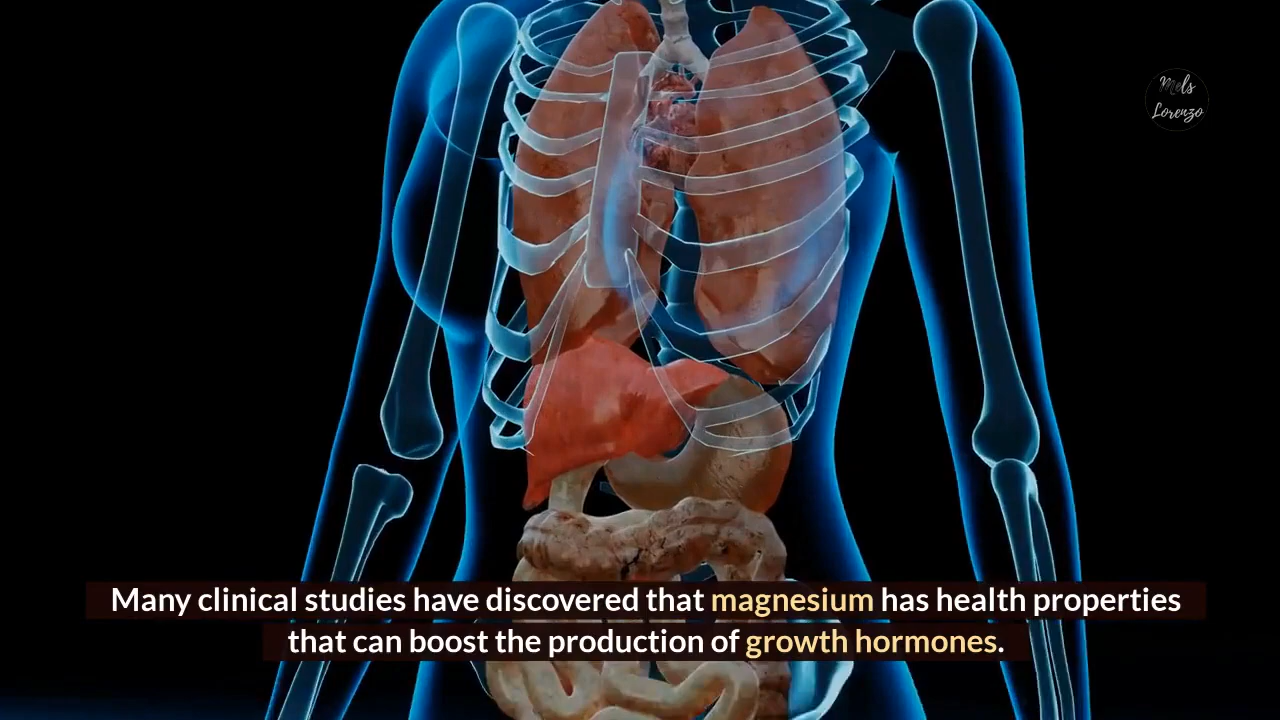 Mels
Lorenzo
Many clinical studies have discovered that magnesium has health properties
that can boost the production of growth hormones.